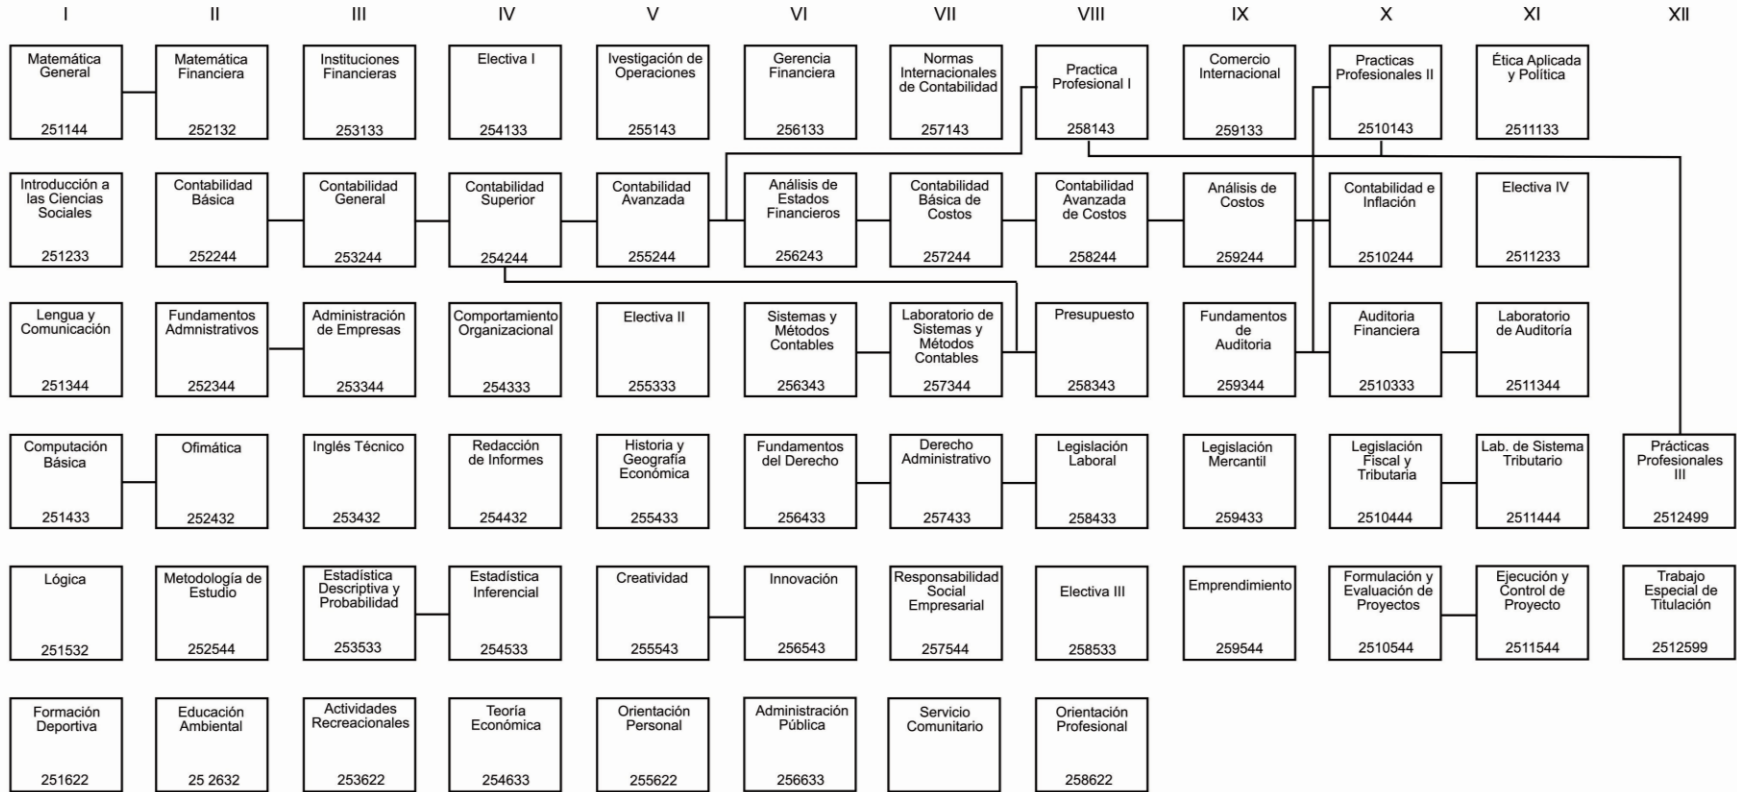 I II III IV V VI VII VIII IX X XI XII
Matemática
General
251144
Matemática
Financiera
252132
Instituciones
Financieras
253133
Electiva I
254133
Ivestigación de
Operaciones
255143
Gerencia
Financiera
256133
Normas
Internacionales
de Contabilidad
257143
Practica
Profesional I
258143
Comercio
Internacional
259133
Practicas
Profesionales II
2510143
Ética Aplicada
y Política
2511133
Introducción a
las Ciencias
Sociales
251233
Contabilidad
Básica
252244
Contabilidad
General
253244
Contabilidad
Superior
254244
Contabilidad
Avanzada
255244
Análisis de
Estados
Financieros
256243
Contabilidad
Básica de
Costos
257244
Contabilidad
Avanzada
de Costos
258244
Análisis de
Costos
259244
Contabilidad e
Inflación
2510244
Electiva IV
2511233
Lengua y
Comunicación
251344
Fundamentos
Admnistrativos
252344
Administración
de Empresas
253344
Comportamiento
Organizacional
254333
Electiva II
255333
Sistemas y
Métodos
Contables
256343
Laboratorio de
Sistemas y
Métodos
Contables
257344
Presupuesto
258343
Fundamentos
de
Auditoria
259344
Auditoria
Financiera
2510333
Laboratorio
de Auditoría
2511344
Computación
Básica
251433
Ofimática
252432
Inglés Técnico
253432
Redacción
de Informes
254432
Historia y
Geografía
Económica
255433
Fundamentos
del Derecho
256433
Derecho
Administrativo
257433
Legislación
Laboral
258433
Legislación
Mercantil
259433
Legislación
Fiscal y
Tributaria
2510444
Lab. de Sistema
Tributario
2511444
Prácticas
Profesionales
III
2512499
Lógica
251532
Metodología de
Estudio
252544
Estadística
Descriptiva y
Probabilidad
253533
Estadística
Inferencial
254533
Creatividad
255543
Innovación
256543
Responsabilidad
Social
Empresarial
257544
Electiva III
258533
Emprendimiento
259544
Formulación y
Evaluación de
Proyectos
2510544
Ejecución y
Control de
Proyecto
2511544
Trabajo
Especial de
Titulación
2512599
Formación
Deportiva
251622
Educación
Ambiental
25 2632
Actividades
Recreacionales
253622
Teoría
Económica
254633
Orientación
Personal
255622
Administración
Pública
256633
Servicio
Comunitario
Orientación
Profesional
258622